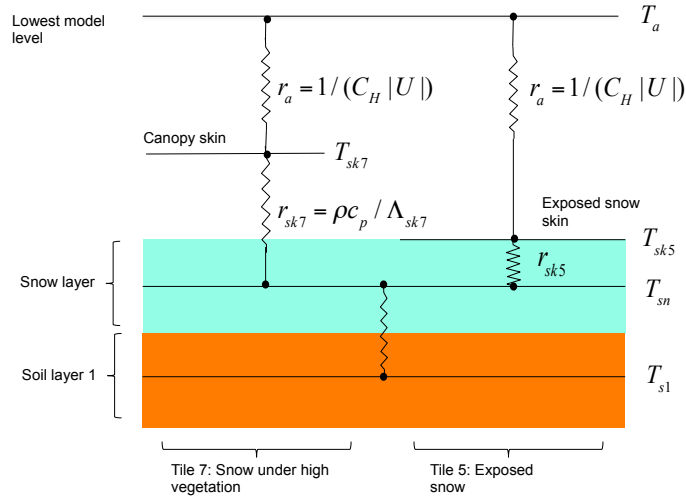 Lowest model
level
T_a
r_a = 1/(C_H |U|)
r_a = 1/(C_H |U|)
Canopy skin
T_sk7
r_sk7 = ρc_p / Λ_sk7
Exposed snow
skin
T_sk5
r_sk5
Snow layer
T_sn
Soil layer 1
T_s1
Tile 7: Snow under high
vegetation
Tile 5: Exposed
snow